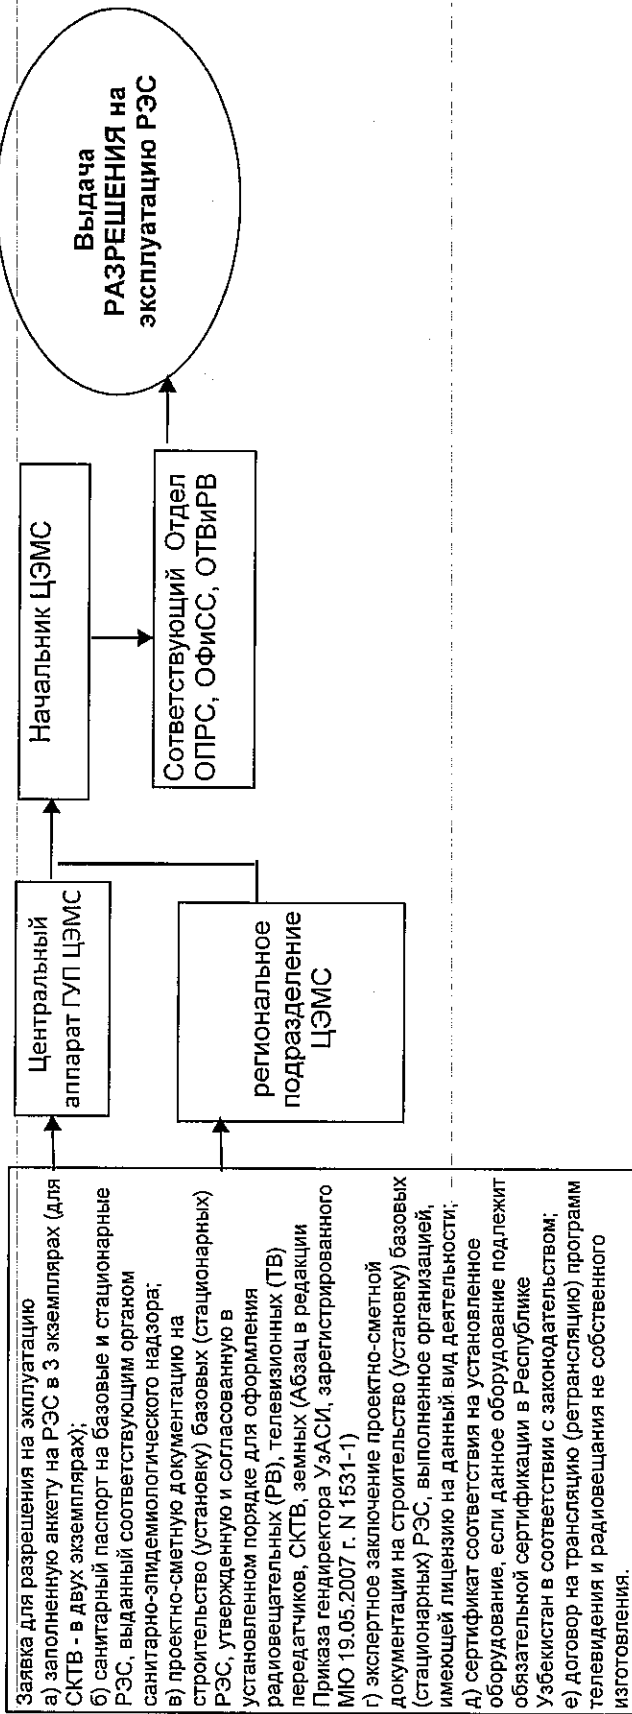 Заявка для разрешения на экплуатацию
а) заполненную анкету на РЭС в 3 экземплярах (для
СКТВ - в двух экземплярах);
б) санитарный паспорт на базовые и стационарные
РЭС, выданный соответствующим органом
санитарно-эпидемиологического надзора;
в) проектно-сметную документацию на
строительство (установку) базовых (стационарных)
РЭС, утвержденную и согласованную в
установленном порядке для оформления
радиовещательных (РВ), телевизионных (ТВ)
передатчиков, СКТВ, земных (Абзац в редакции
Приказа гендиректора УзАСИ, зарегистрированного
МЮ 19.05.2007 г. N 1531-1)
г) экспертное заключение проектно-сметной
документации на строительство (установку) базовых
(стационарных) РЭС, выполненное организацией,
имеющей лицензию на данный вид деятельности;
д) сертификат соответствия на установленное
оборудование, если данное оборудование подлежит
обязательной сертификации в Республике
Узбекистан в соответствии с законодательством;
е) договор на трансляцию (ретрансляцию) программ
телевидения и радиовещания не собственного
изготовления.
Центральный
аппарат ГУП ЦЭМС
региональное
подразделение
ЦЭМС
Начальник ЦЭМС
Сответствующий Отдел
ОПРС, ОФиСС, ОТВиРВ
Выдача
РАЗРЕШЕНИЯ на
эксплуатацию РЭС